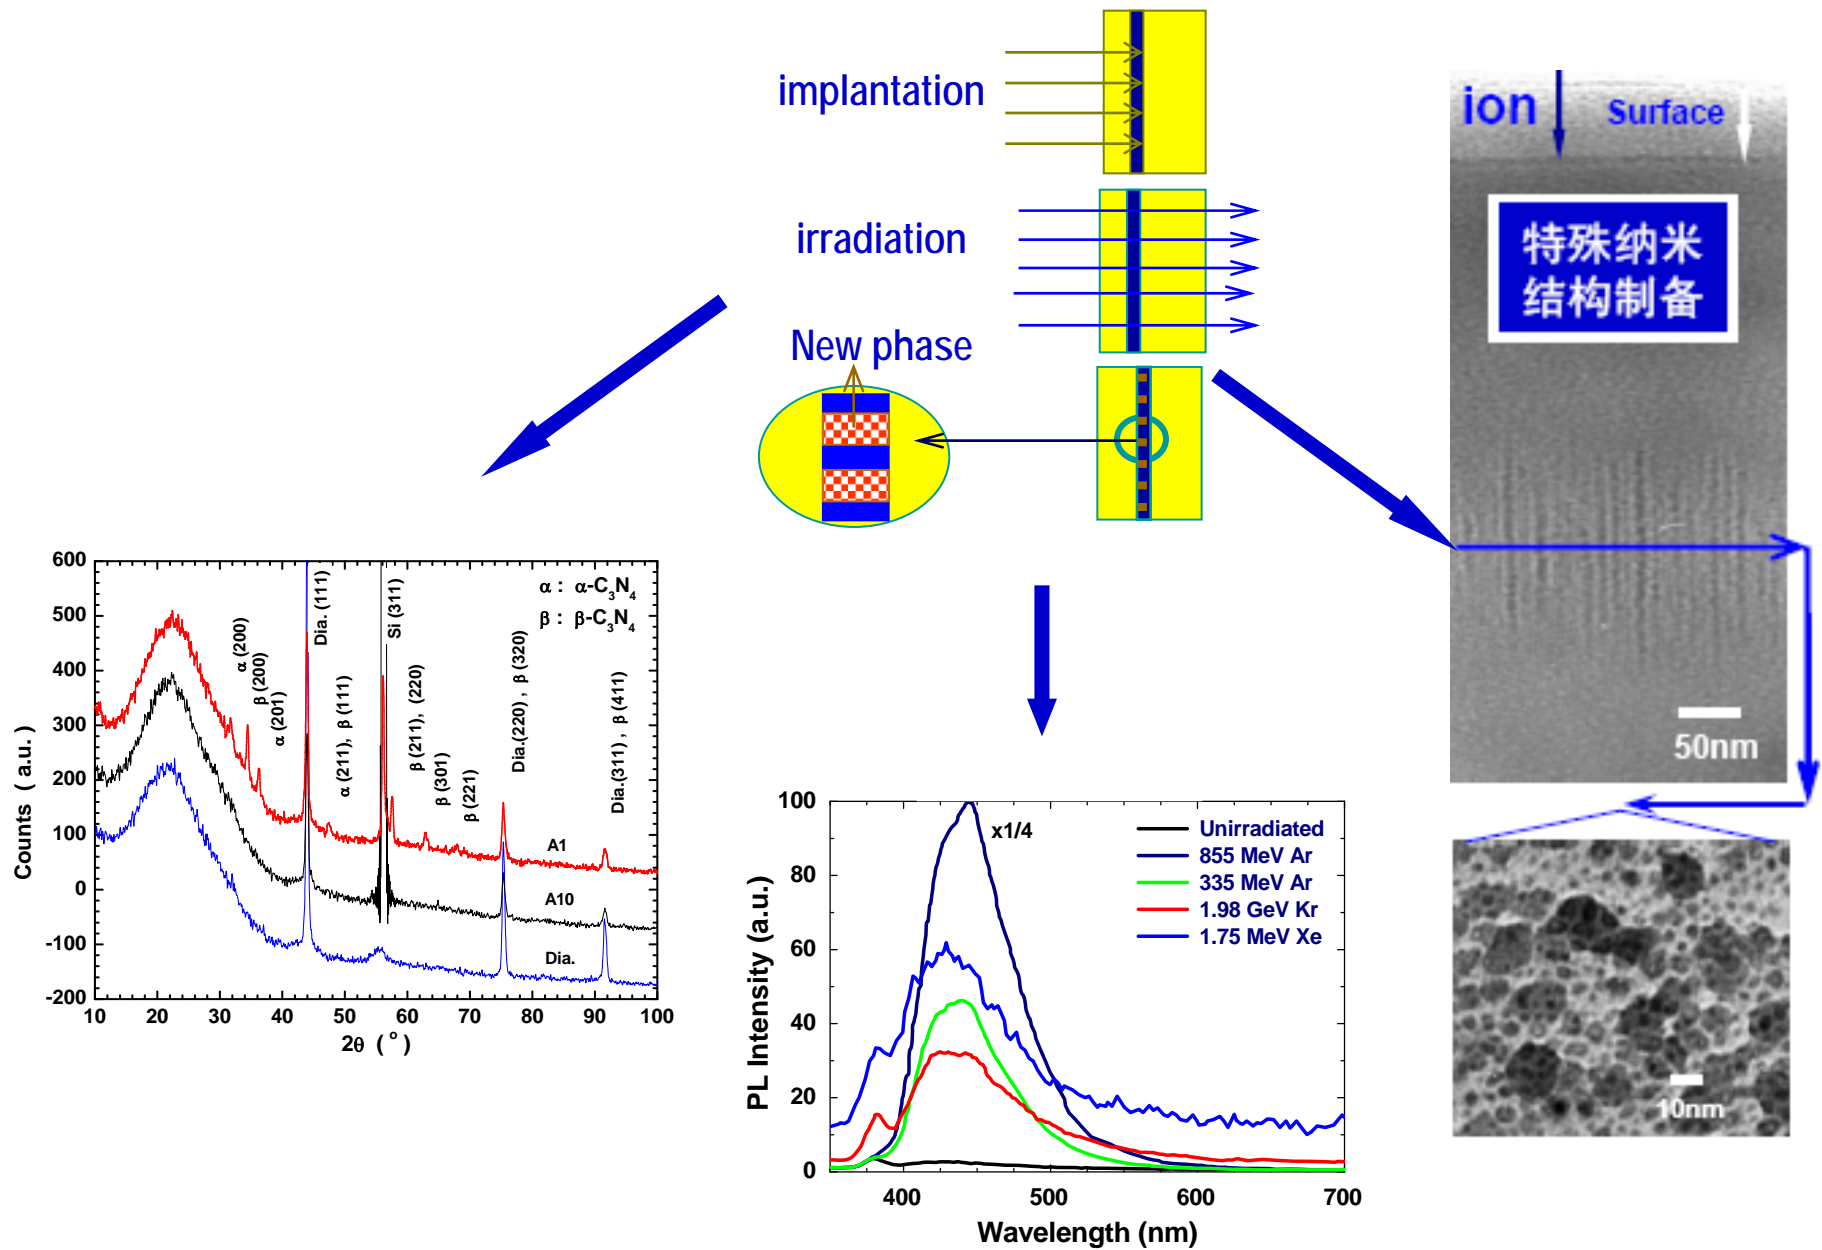 implantation
irradiation
New phase
ion
Surface
特殊纳米
结构制备
50nm
10nm
600
500
400
300
200
100
0
-100
-200
Counts ( a.u.)
10 20 30 40 50 60 70 80 90 100
2θ ( ° )
α : α-C₃N₄
β : β-C₃N₄
α (200)
β (200)
α (201)
Dia. (111)
α (211), β (111)
Si (311)
β (211), (220)
β (301)
β (221)
Dia.(220) , β (320)
Dia.(311) , β (411)
A1
A10
Dia.
100
80
60
40
20
0
PL Intensity (a.u.)
400 500 600 700
Wavelength (nm)
x1/4
Unirradiated
855 MeV Ar
335 MeV Ar
1.98 GeV Kr
1.75 MeV Xe